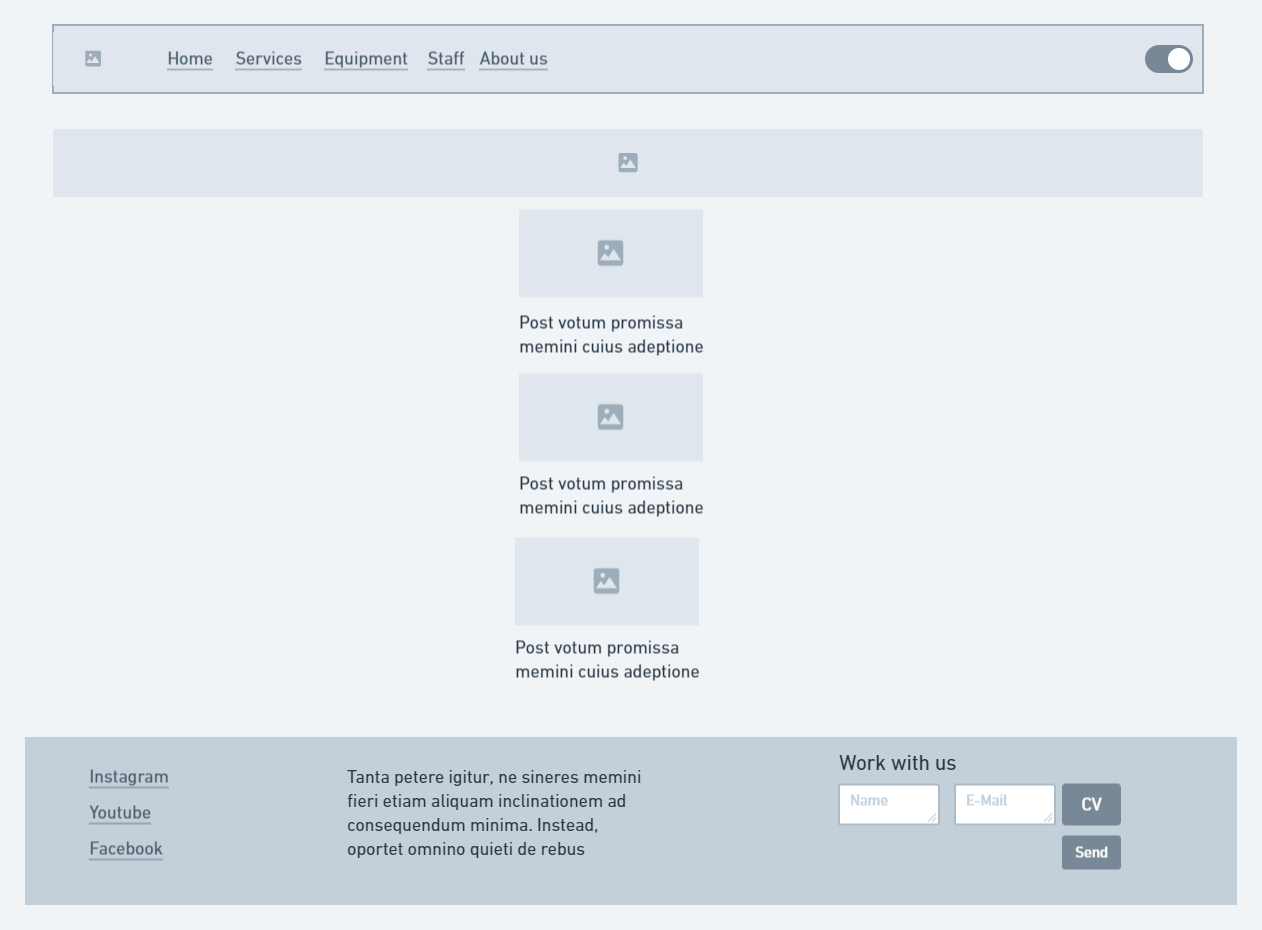 Home Services Equipment Staff About us
Post votum promissa
memini cuius adeptione
Post votum promissa
memini cuius adeptione
Post votum promissa
memini cuius adeptione
Instagram
Youtube
Facebook
Tanta petere igitur, ne sineres memini
fieri etiam aliquam inclinationem ad
consequendum minima. Instead,
oportet omnino quieti de rebus
Work with us
Name E-Mail CV
Send